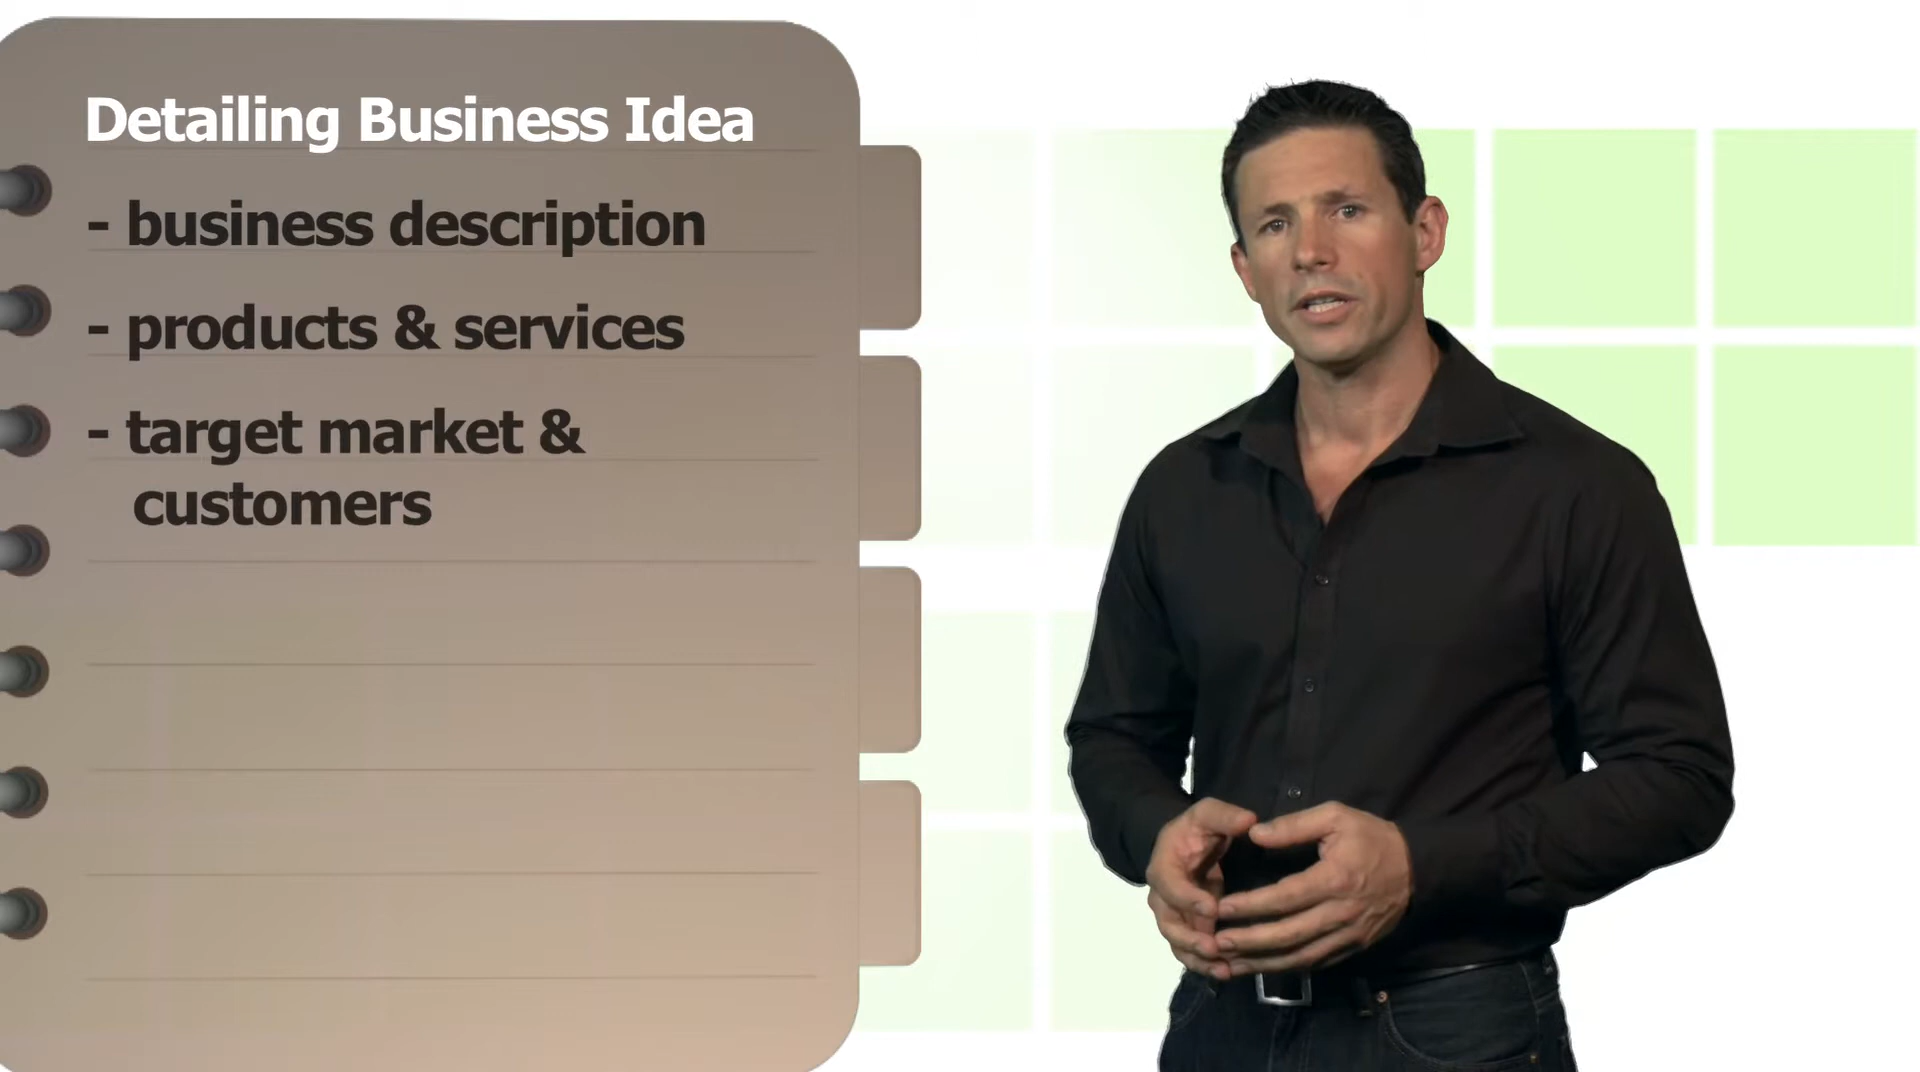 Detailing Business Idea
- business description
- products & services
- target market &
customers